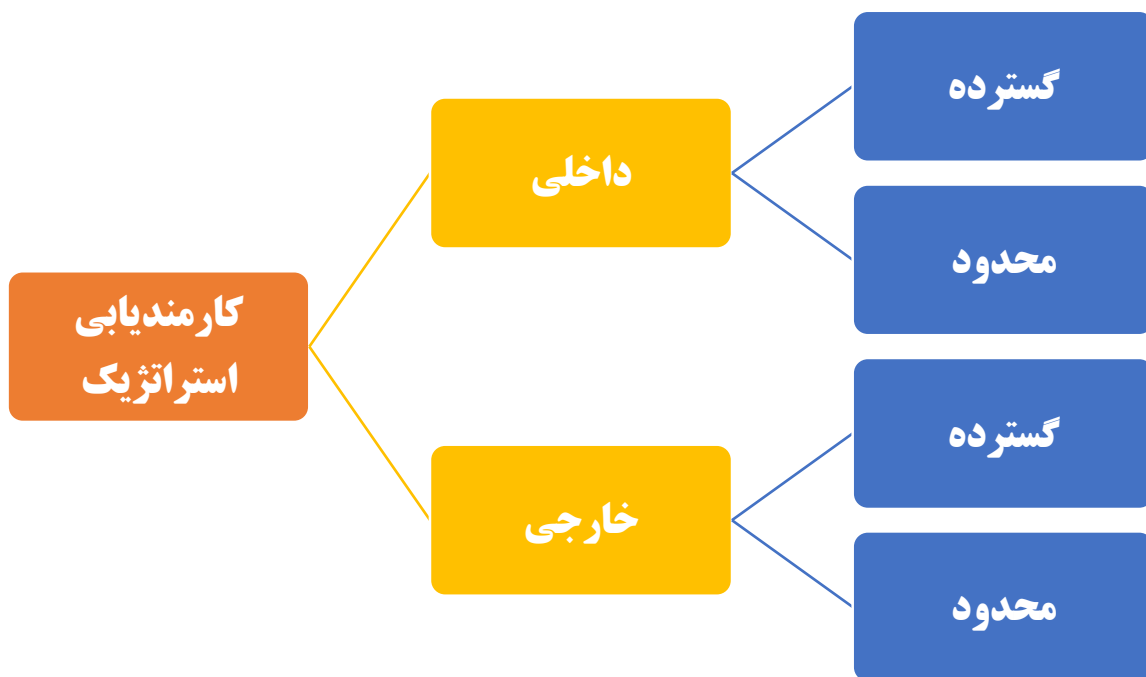 کارمندیابی
استراتژیک
داخلی
گسترده
محدود
خارجی
گسترده
محدود